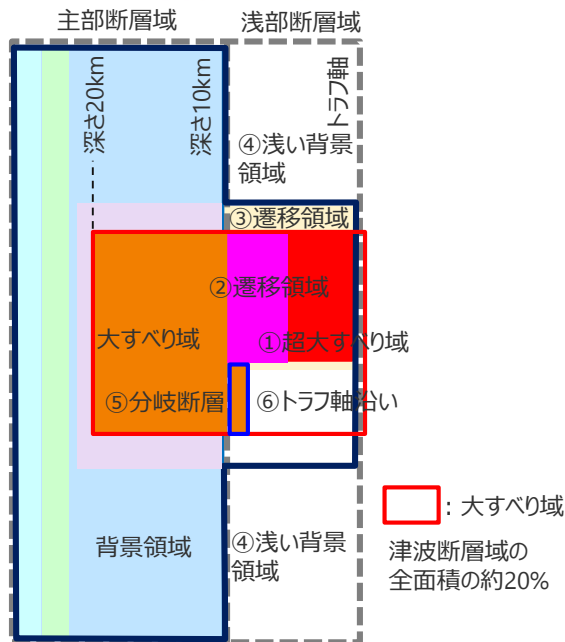 主部断層域
浅部断層域
深さ20km
深さ10km
トラフ軸
④浅い背景
領域
③遷移領域
②遷移領域
大すべり域
①超大すべり域
⑤分岐断層
⑥トラフ軸沿い
背景領域
④浅い背景
領域
：大すべり域
津波断層域の
全面積の約20%